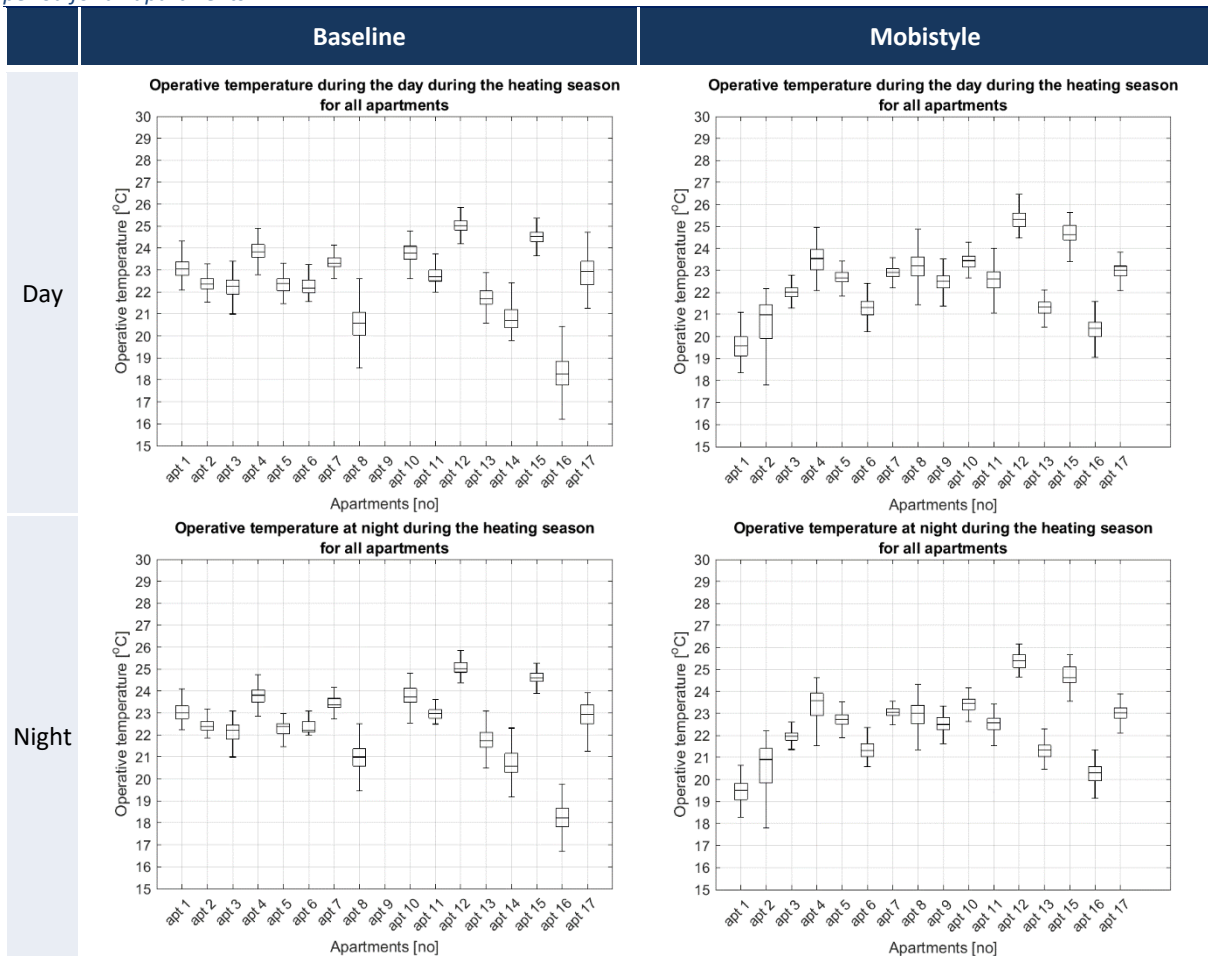 Baseline
Mobistyle
Day
Operative temperature during the day during the heating season
for all apartments
Operative temperature [°C]
30
29
28
27
26
25
24
23
22
21
20
19
18
17
16
15
apt 1 apt 2 apt 3 apt 4 apt 5 apt 6 apt 7 apt 8 apt 9 apt 10 apt 11 apt 12 apt 13 apt 14 apt 15 apt 16 apt 17
Apartments [no]
Operative temperature during the day during the heating season
for all apartments
Operative temperature [°C]
30
29
28
27
26
25
24
23
22
21
20
19
18
17
16
15
apt 1 apt 2 apt 3 apt 4 apt 5 apt 6 apt 7 apt 8 apt 9 apt 10 apt 11 apt 12 apt 13 apt 15 apt 16 apt 17
Apartments [no]
Night
Operative temperature at night during the heating season
for all apartments
Operative temperature [°C]
30
29
28
27
26
25
24
23
22
21
20
19
18
17
16
15
apt 1 apt 2 apt 3 apt 4 apt 5 apt 6 apt 7 apt 8 apt 9 apt 10 apt 11 apt 12 apt 13 apt 14 apt 15 apt 16 apt 17
Apartments [no]
Operative temperature at night during the heating season
for all apartments
Operative temperature [°C]
30
29
28
27
26
25
24
23
22
21
20
19
18
17
16
15
apt 1 apt 2 apt 3 apt 4 apt 5 apt 6 apt 7 apt 8 apt 9 apt 10 apt 11 apt 12 apt 13 apt 15 apt 16 apt 17
Apartments [no]